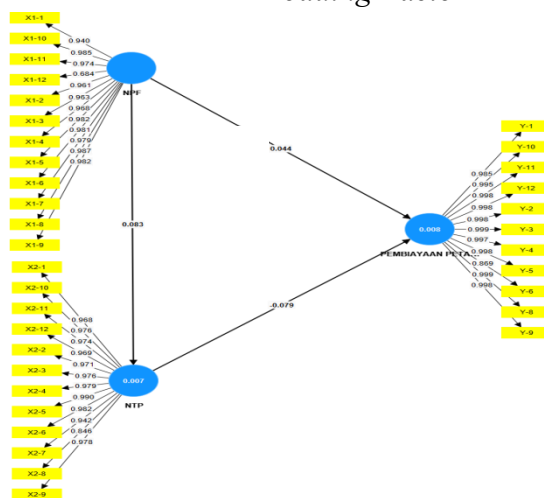 X1-1
X1-10
X1-11
X1-12
X1-2
X1-3
X1-4
X1-5
X1-6
X1-7
X1-8
X1-9
0.940
0.985
0.974
0.684
0.961
0.963
0.968
0.982
0.981
0.979
0.987
0.982
NPF
0.044
0.083
X2-1
X2-10
X2-11
X2-12
X2-2
X2-3
X2-4
X2-5
X2-6
X2-7
X2-8
X2-9
0.968
0.976
0.974
0.969
0.971
0.976
0.979
0.990
0.982
0.942
0.846
0.978
0.007
NTP
-0.079
0.008
PEMBIAYAAN PETA...
0.985
0.995
0.998
0.998
0.998
0.999
0.997
0.998
0.869
0.999
0.998
Y-1
Y-10
Y-11
Y-12
Y-2
Y-3
Y-4
Y-5
Y-6
Y-8
Y-9